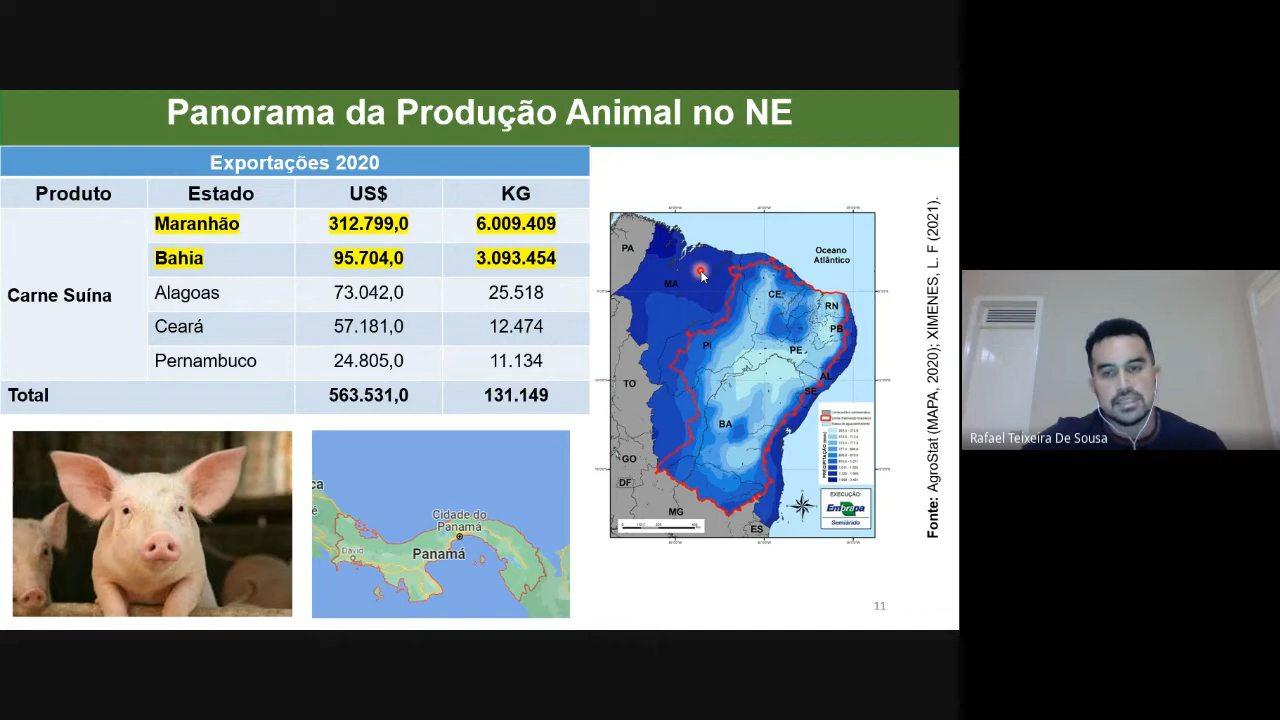 Panorama da Produção Animal no NE
Exportações 2020
Produto Estado US$ KG
Carne Suína
Maranhão 312.799,0 6.009.409
Bahia 95.704,0 3.093.454
Alagoas 73.042,0 25.518
Ceará 57.181,0 12.474
Pernambuco 24.805,0 11.134
Total 563.531,0 131.149
PA
MA
CE
RN
PB
PI
PE
AL
SE
TO
BA
GO
DF
MG
ES
Oceano
Atlântico
PRECIPITAÇÃO (mm)
EXECUÇÃO:
Embrapa
Semiárido
Fonte: AgroStat (MAPA, 2020); XIMENES, L. F (2021).
ca
é
Cidade do
Panamá
David
Panamá
11
Rafael Teixeira De Sousa